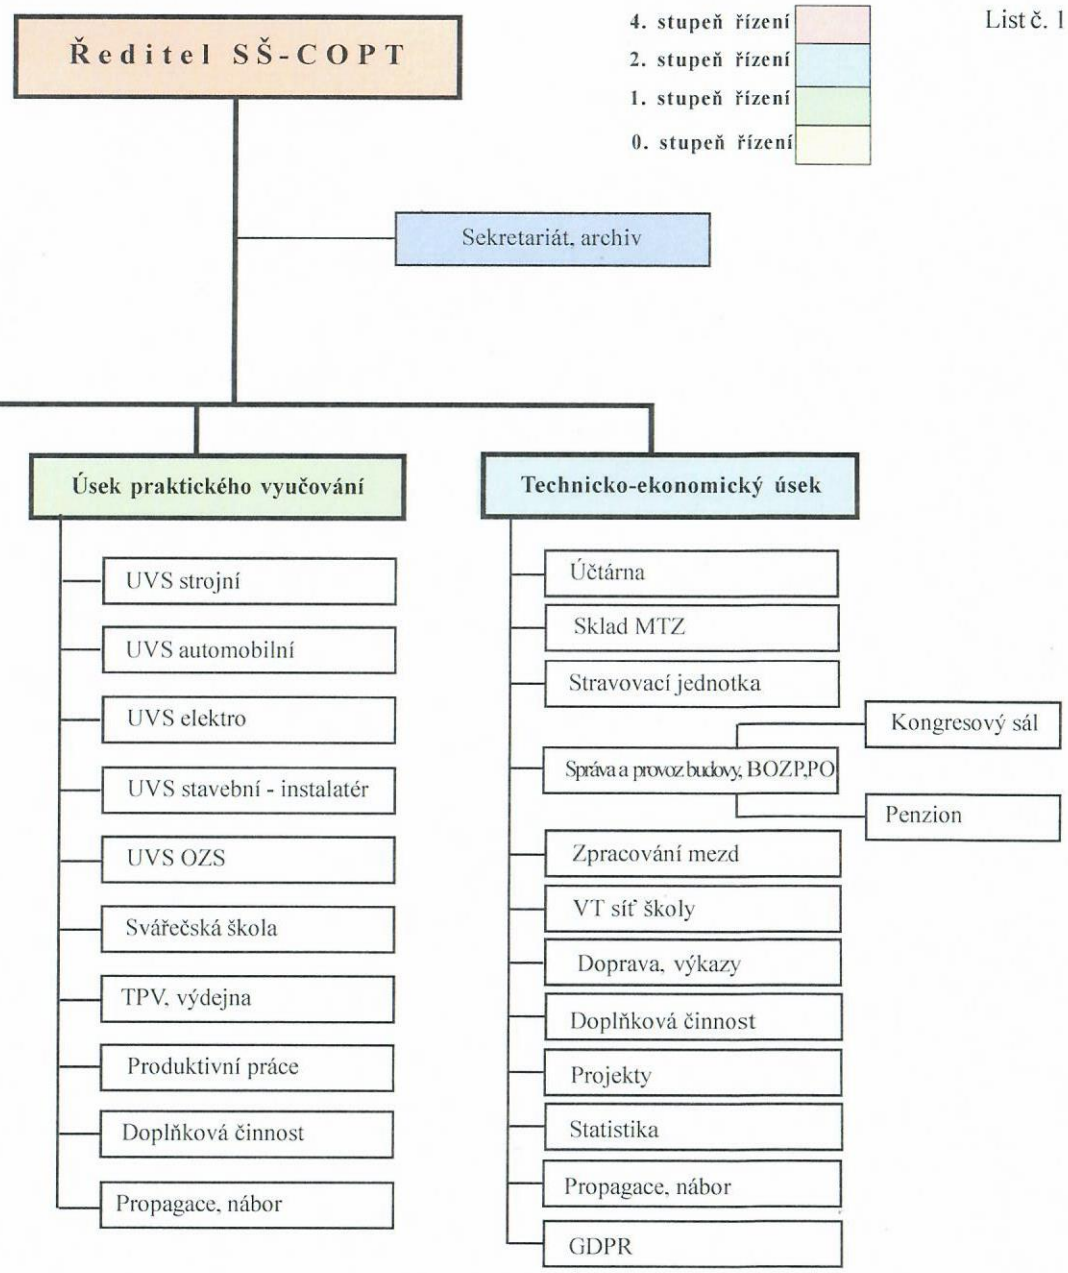 Ředitel SŠ-COPT
4. stupeň řízení
2. stupeň řízení
1. stupeň řízení
0. stupeň řízení
List č. 1
Sekretariát, archiv
Úsek praktického vyučování
UVS strojní
UVS automobilní
UVS elektro
UVS stavební - instalatér
UVS OZS
Svářečská škola
TPV, výdejna
Produktivní práce
Doplňková činnost
Propagace, nábor
Technicko-ekonomický úsek
Účtárna
Sklad MTZ
Stravovací jednotka
Správa a provoz budovy, BOZP,PO
Kongresový sál
Penzion
Zpracování mezd
VT síť školy
Doprava, výkazy
Doplňková činnost
Projekty
Statistika
Propagace, nábor
GDPR